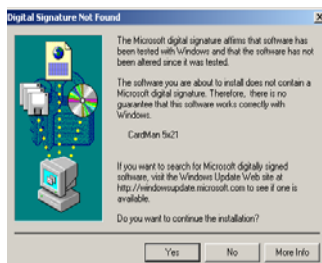 Digital Signature Not Found
The Microsoft digital signature affirms that software has
been tested with Windows and that the software has not
been altered since it was tested.
The software you are about to install does not contain a
Microsoft digital signature. Therefore, there is no
guarantee that this software works correctly with
Windows.
CardMan 5x21
If you want to search for Microsoft digitally signed
software, visit the Windows Update Web site at
http://windowsupdate.microsoft.com to see if one is
available.
Do you want to continue the installation?
Yes No More Info